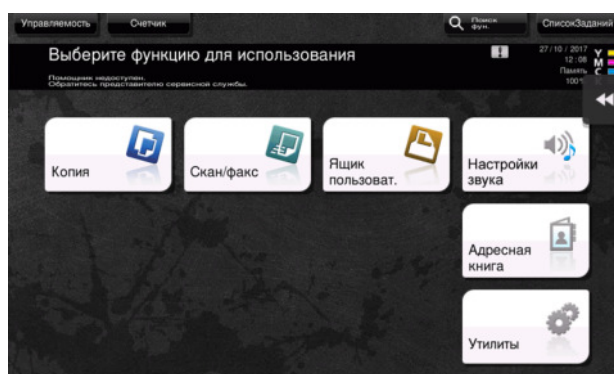 Управляемость
Счетчик
Поиск
фун.
СписокЗаданий
Выберите функцию для использования
27/10/2017
12:08
Память
100%
Помощник недоступен.
Обратитесь представителю сервисной службы.
Y
M
C
Копия
Скан/факс
Ящик
пользоват.
Настройки
звука
Адресная
книга
Утилиты